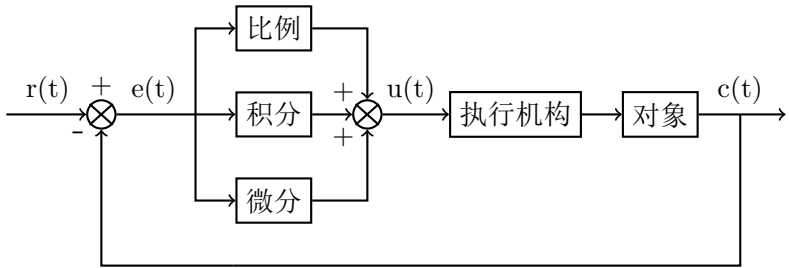 比例
r(t) + e(t) 积分 + u(t) 执行机构 对象 c(t)
- +
微分